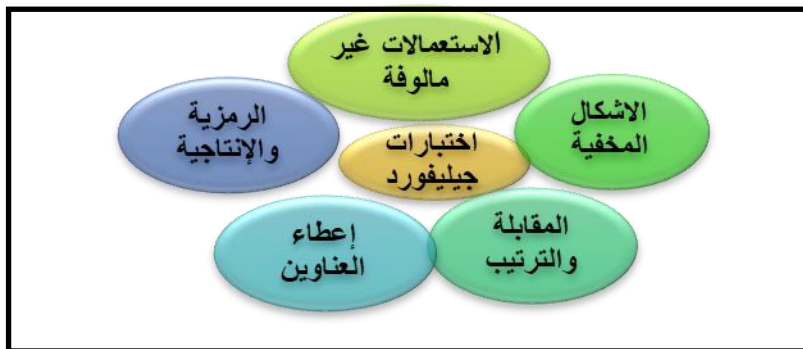 الاستعمالات غير
مالوفة
الاشكال
المخفية
الرمزية
والإنتاجية
اختبارات
جيليفورد
المقابلة
والترتيب
إعطاء
العناوين